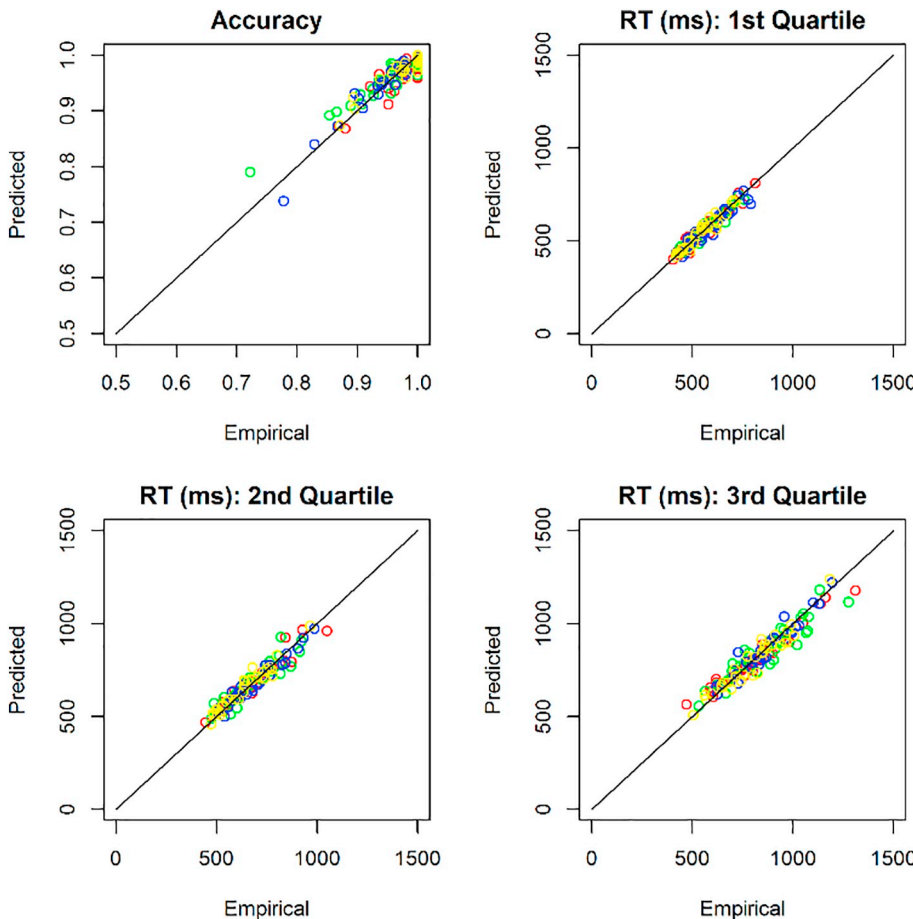 Accuracy
Predicted
1.0
0.9
0.8
0.7
0.6
0.5
0.5 0.6 0.7 0.8 0.9 1.0
Empirical
RT (ms): 1st Quartile
Predicted
1500
1000
500
0
0 500 1000 1500
Empirical
RT (ms): 2nd Quartile
Predicted
1500
1000
500
0
0 500 1000 1500
Empirical
RT (ms): 3rd Quartile
Predicted
1500
1000
500
0
0 500 1000 1500
Empirical